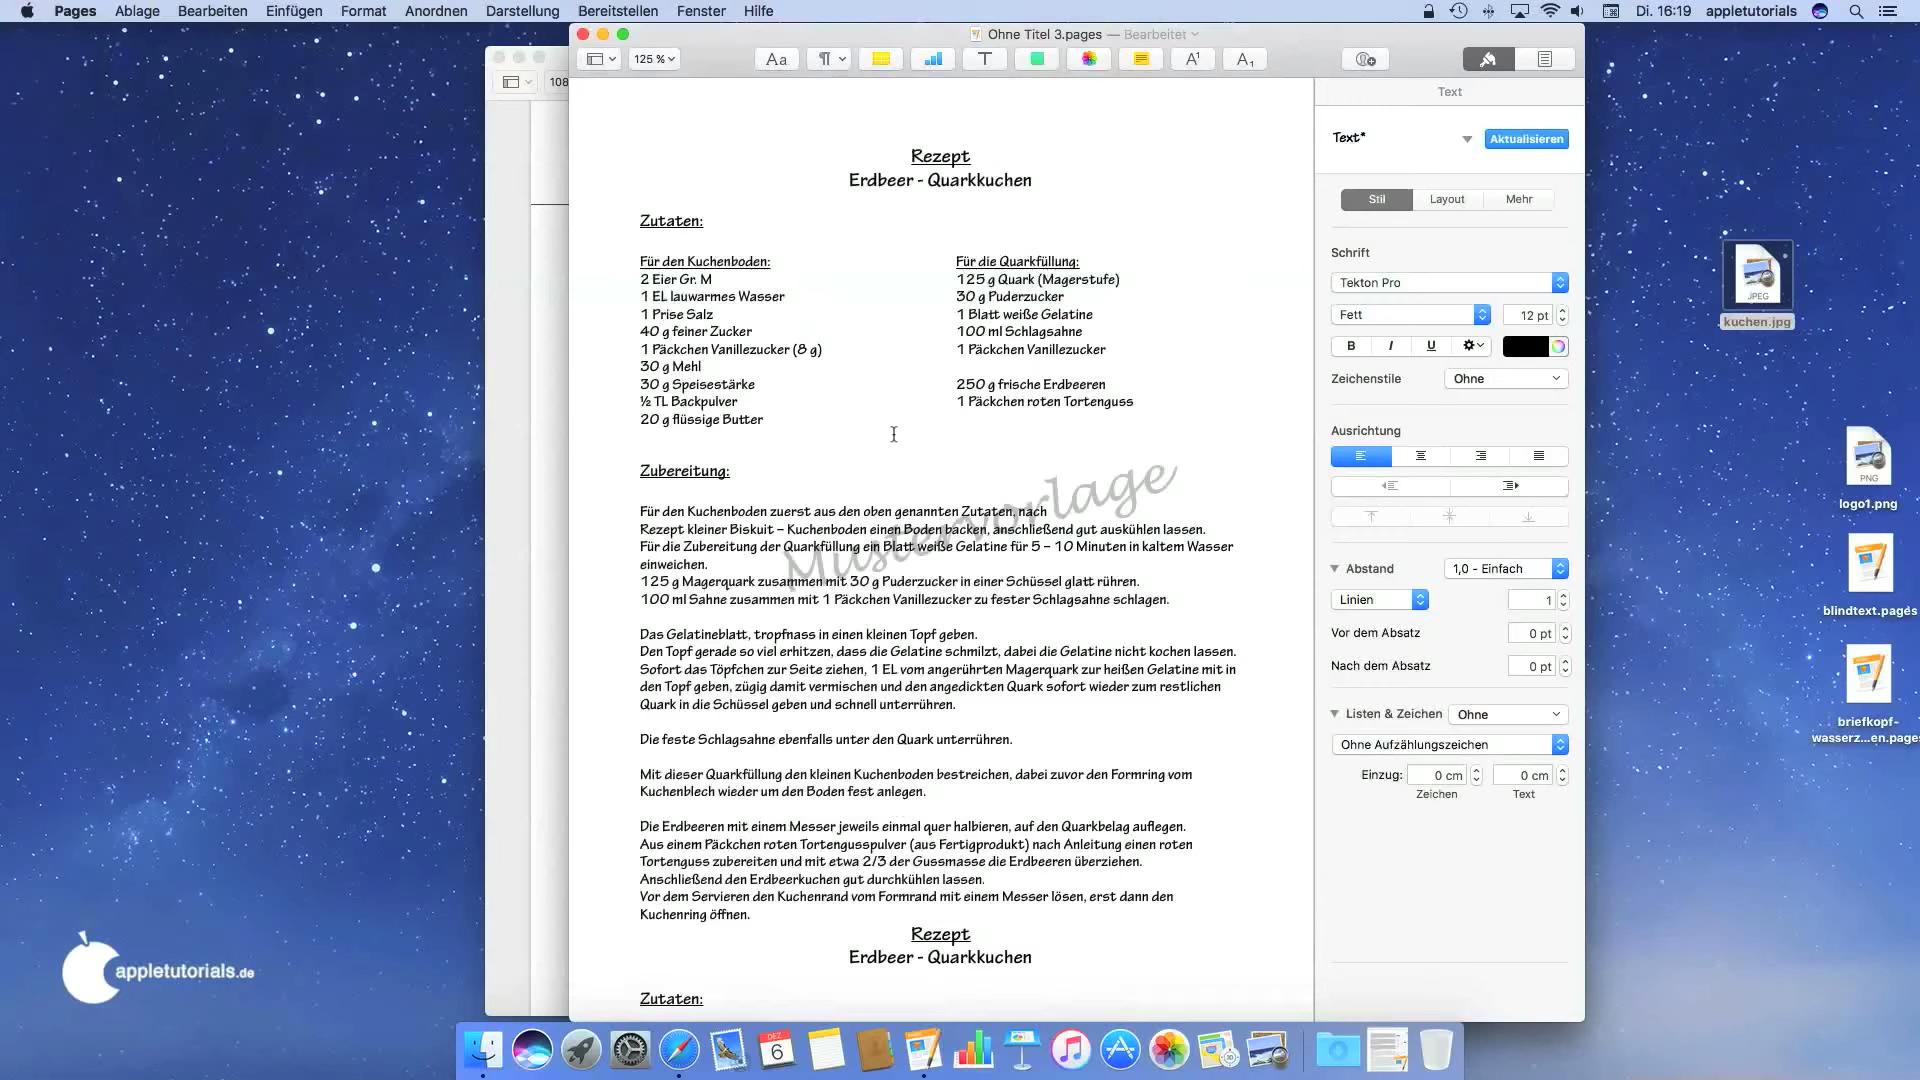 Pages Ablage Bearbeiten Einfügen Format Anordnen Darstellung Bereitstellen Fenster Hilfe Di. 16:19 appletutorials
Ohne Titel 3.pages — Bearbeitet
125 %
108
Text
Text*
Aktualisieren
Stil Layout Mehr
Schrift
Tekton Pro
Fett 12 pt
B I U
Zeichenstile Ohne
Ausrichtung
Abstand 1,0 - Einfach
Linien 1
Vor dem Absatz 0 pt
Nach dem Absatz 0 pt
Listen & Zeichen Ohne
Ohne Aufzählungszeichen
Einzug: 0 cm 0 cm
Zeichen Text
Rezept
Erdbeer - Quarkkuchen
Zutaten:
Für den Kuchenboden:
2 Eier Gr. M
1 EL lauwarmes Wasser
1 Prise Salz
40 g feiner Zucker
1 Päckchen Vanillezucker (8 g)
30 g Mehl
30 g Speisestärke
½ TL Backpulver
20 g flüssige Butter
Für die Quarkfüllung:
125 g Quark (Magerstufe)
30 g Puderzucker
1 Blatt weiße Gelatine
100 ml Schlagsahne
1 Päckchen Vanillezucker
250 g frische Erdbeeren
1 Päckchen roten Tortenguss
Zubereitung:
Mustervorlage
Für den Kuchenboden zuerst aus den oben genannten Zutaten, nach
Rezept kleiner Biskuit – Kuchenboden einen Boden backen, anschließend gut auskühlen lassen.
Für die Zubereitung der Quarkfüllung ein Blatt weiße Gelatine für 5 – 10 Minuten in kaltem Wasser
einweichen.
125 g Magerquark zusammen mit 30 g Puderzucker in einer Schüssel glatt rühren.
100 ml Sahne zusammen mit 1 Päckchen Vanillezucker zu fester Schlagsahne schlagen.
Das Gelatineblatt, tropfnass in einen kleinen Topf geben.
Den Topf gerade so viel erhitzen, dass die Gelatine schmilzt, dabei die Gelatine nicht kochen lassen.
Sofort das Töpfchen zur Seite ziehen, 1 EL vom angerührten Magerquark zur heißen Gelatine mit in
den Topf geben, zügig damit vermischen und den angedickten Quark sofort wieder zum restlichen
Quark in die Schüssel geben und schnell unterrühren.
Die feste Schlagsahne ebenfalls unter den Quark unterrühren.
Mit dieser Quarkfüllung den kleinen Kuchenboden bestreichen, dabei zuvor den Formring vom
Kuchenblech wieder um den Boden fest anlegen.
Die Erdbeeren mit einem Messer jeweils einmal quer halbieren, auf den Quarkbelag auflegen.
Aus einem Päckchen roten Tortengusspulver (aus Fertigprodukt) nach Anleitung einen roten
Tortenguss zubereiten und mit etwa 2/3 der Gussmasse die Erdbeeren überziehen.
Anschließend den Erdbeerkuchen gut durchkühlen lassen.
Vor dem Servieren den Kuchenrand vom Formrand mit einem Messer lösen, erst dann den
Kuchenring öffnen.
Rezept
Erdbeer - Quarkkuchen
Zutaten:
JPEG
kuchen.jpg
PNG
logo1.png
blindtext.pages
briefkopf-
wasserz...en.pages
appletutorials.de
DEZ
6